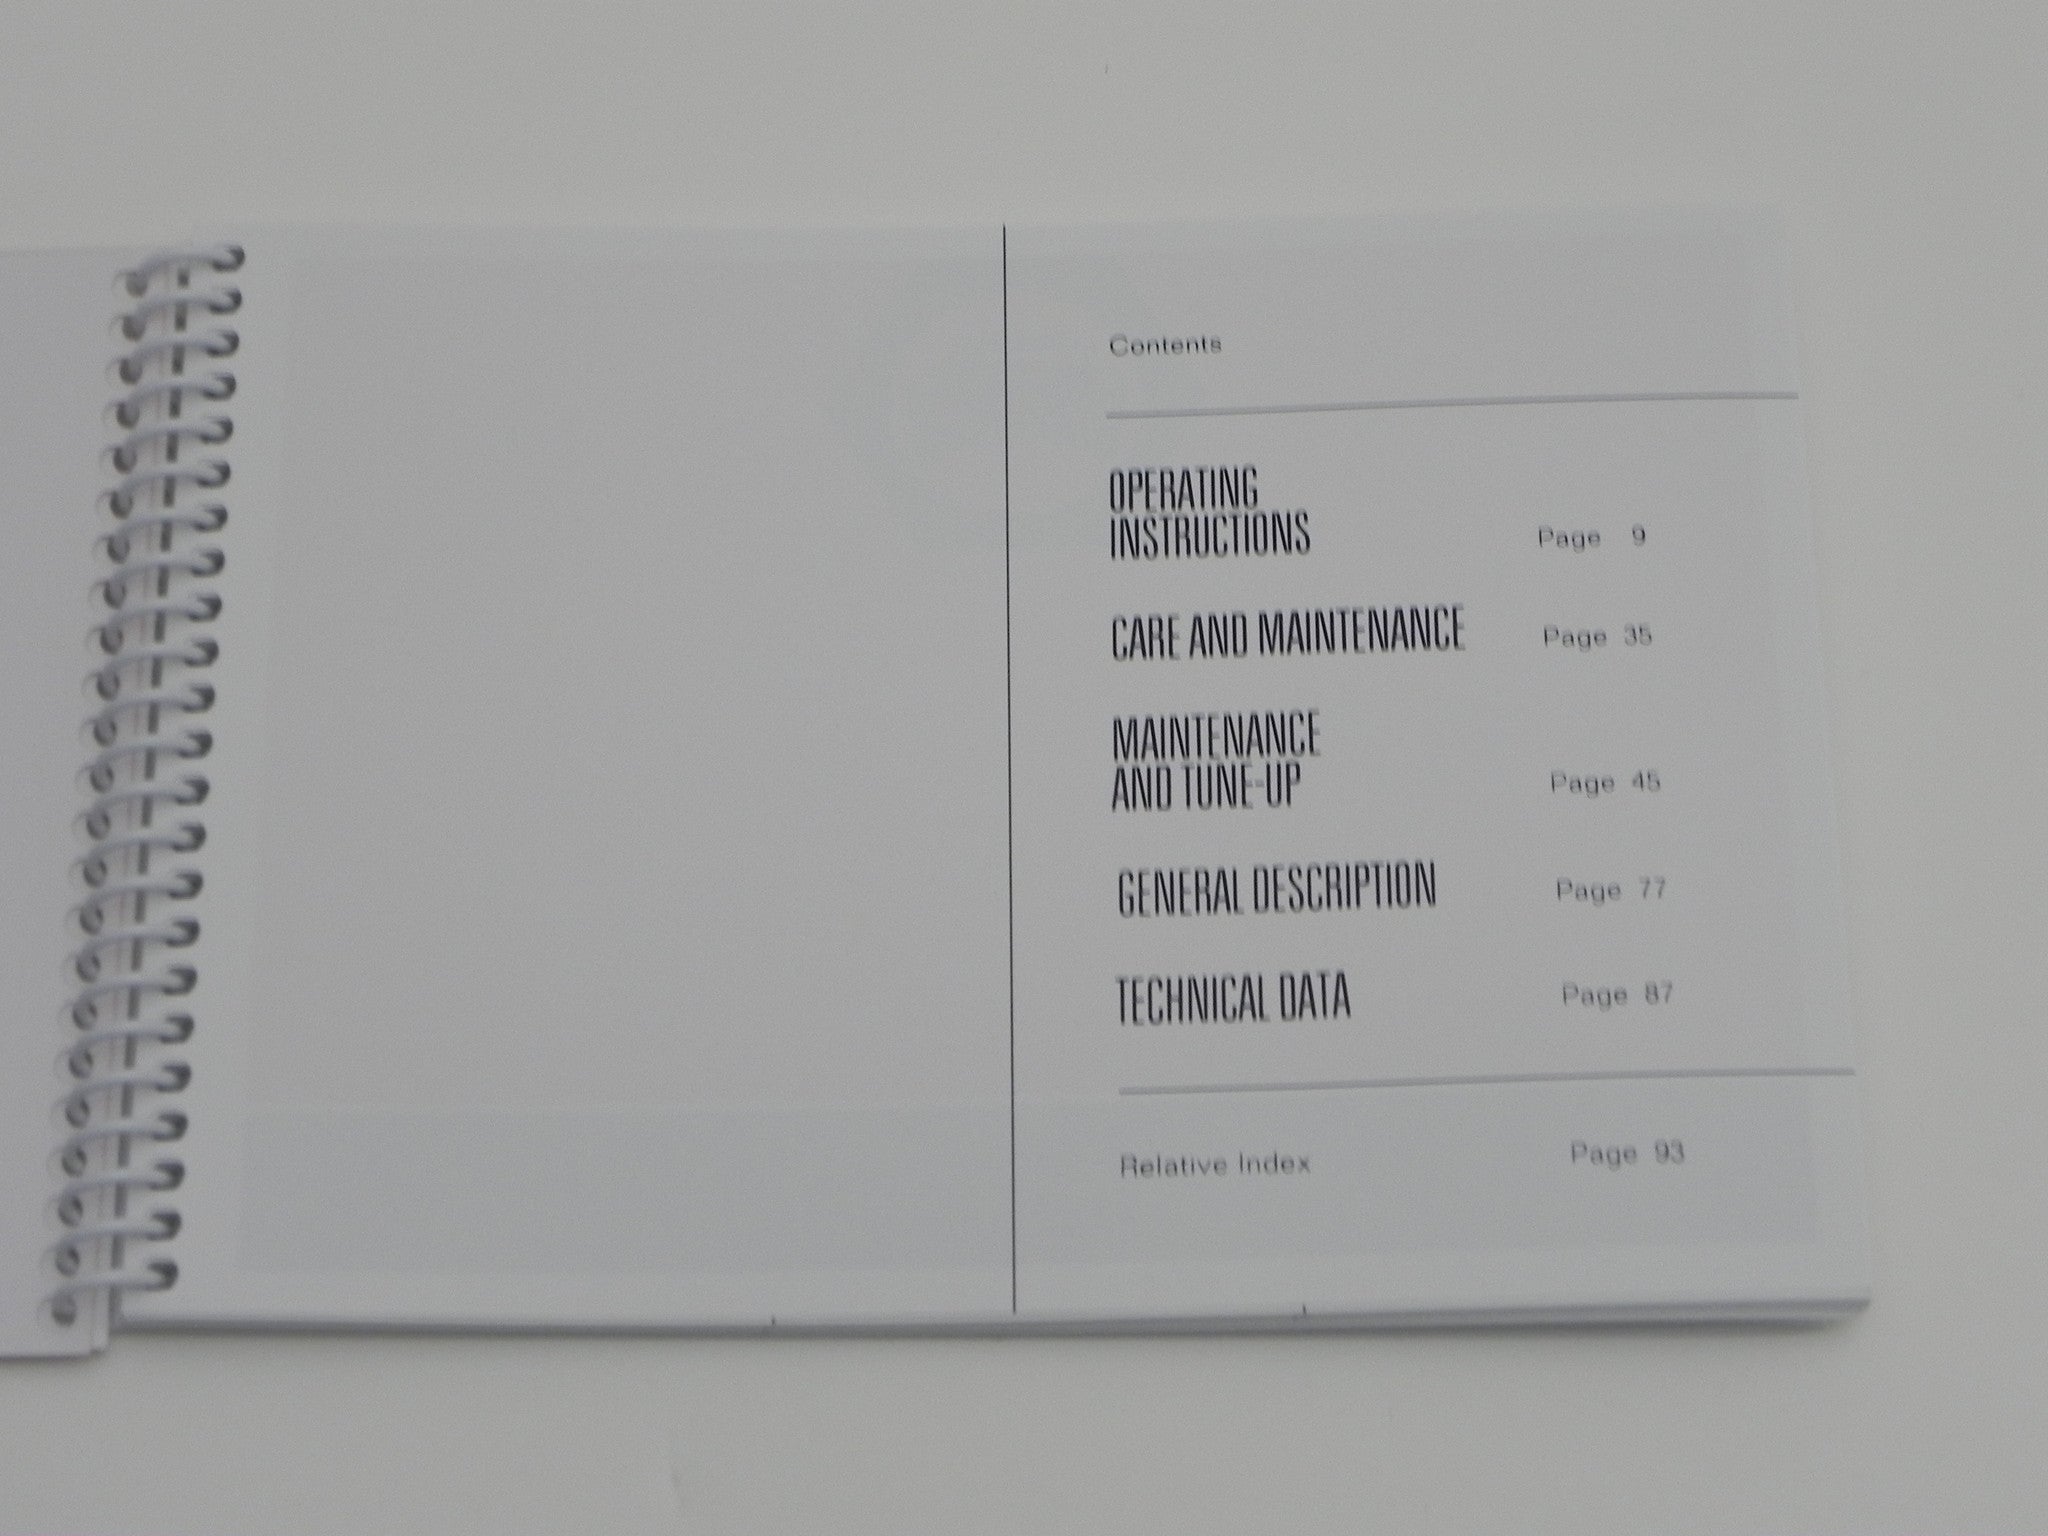 Contents
OPERATING
INSTRUCTIONS Page 9
CARE AND MAINTENANCE Page 35
MAINTENANCE
AND TUNE-UP Page 45
GENERAL DESCRIPTION Page 77
TECHNICAL DATA Page 87
Relative Index Page 93